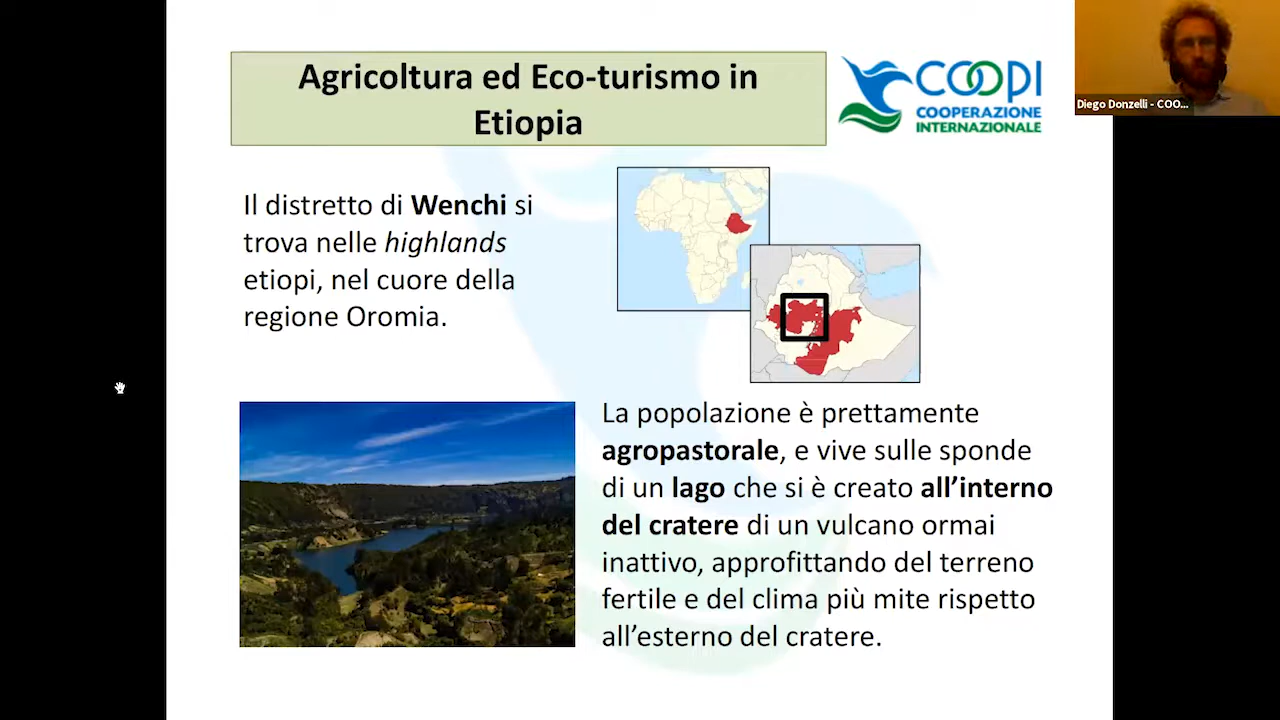 Agricoltura ed Eco-turismo in
Etiopia
COOPI
COOPERAZIONE
INTERNAZIONALE
Diego Donzelli - COO...
Il distretto di Wenchi si
trova nelle highlands
etiopi, nel cuore della
regione Oromia.
La popolazione è prettamente
agropastorale, e vive sulle sponde
di un lago che si è creato all’interno
del cratere di un vulcano ormai
inattivo, approfittando del terreno
fertile e del clima più mite rispetto
all’esterno del cratere.